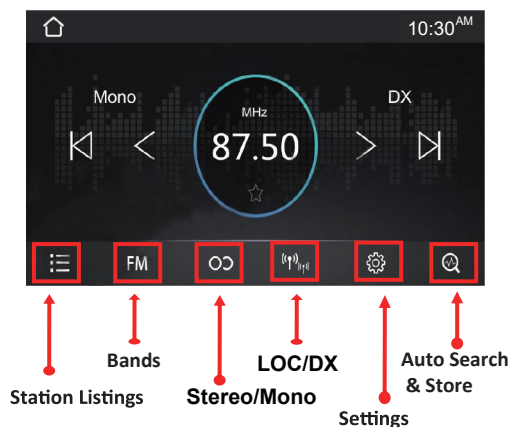 10:30AM
Mono
DX
MHz
87.50
FM
Bands
LOC/DX
Auto Search
& Store
Station Listings
Stereo/Mono
Settings